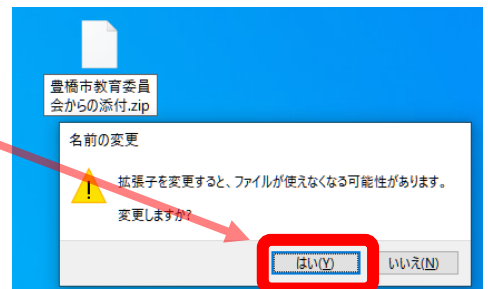 豊橋市教育委員
会からの添付.zip
名前の変更
拡張子を変更すると、ファイルが使えなくなる可能性があります。
変更しますか?
はい(Y)
いいえ(N)